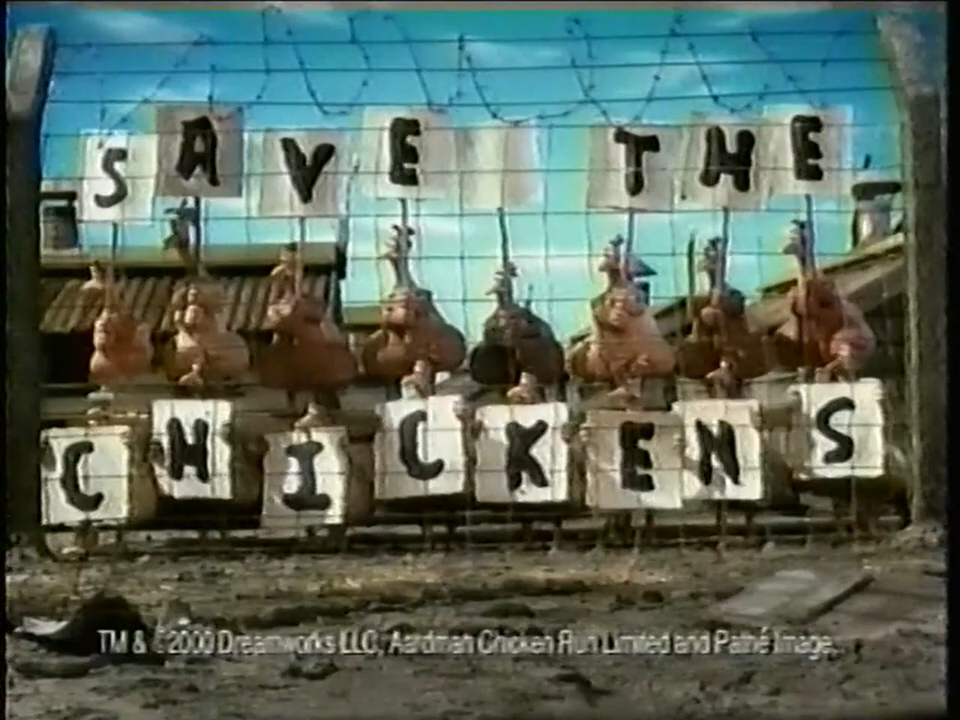 SAVE THE
CHICKENS
TM & ©2000 Dreamworks LLC, Aardman Chicken Run Limited and Pathé Image.